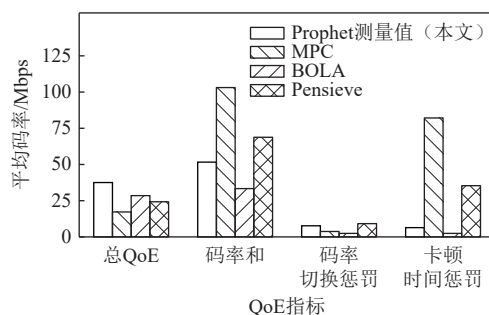 Prophet测量值（本文）
MPC
BOLA
Pensieve
平均码率/Mbps
125
100
75
50
25
0
总QoE
码率和
码率
切换惩罚
卡顿
时间惩罚
QoE指标